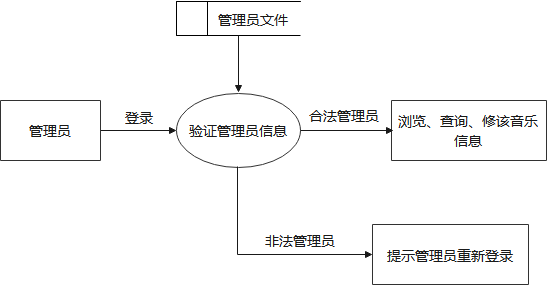 管理员文件
管理员
登录
验证管理员信息
合法管理员
浏览、查询、修该音乐
信息
非法管理员
提示管理员重新登录